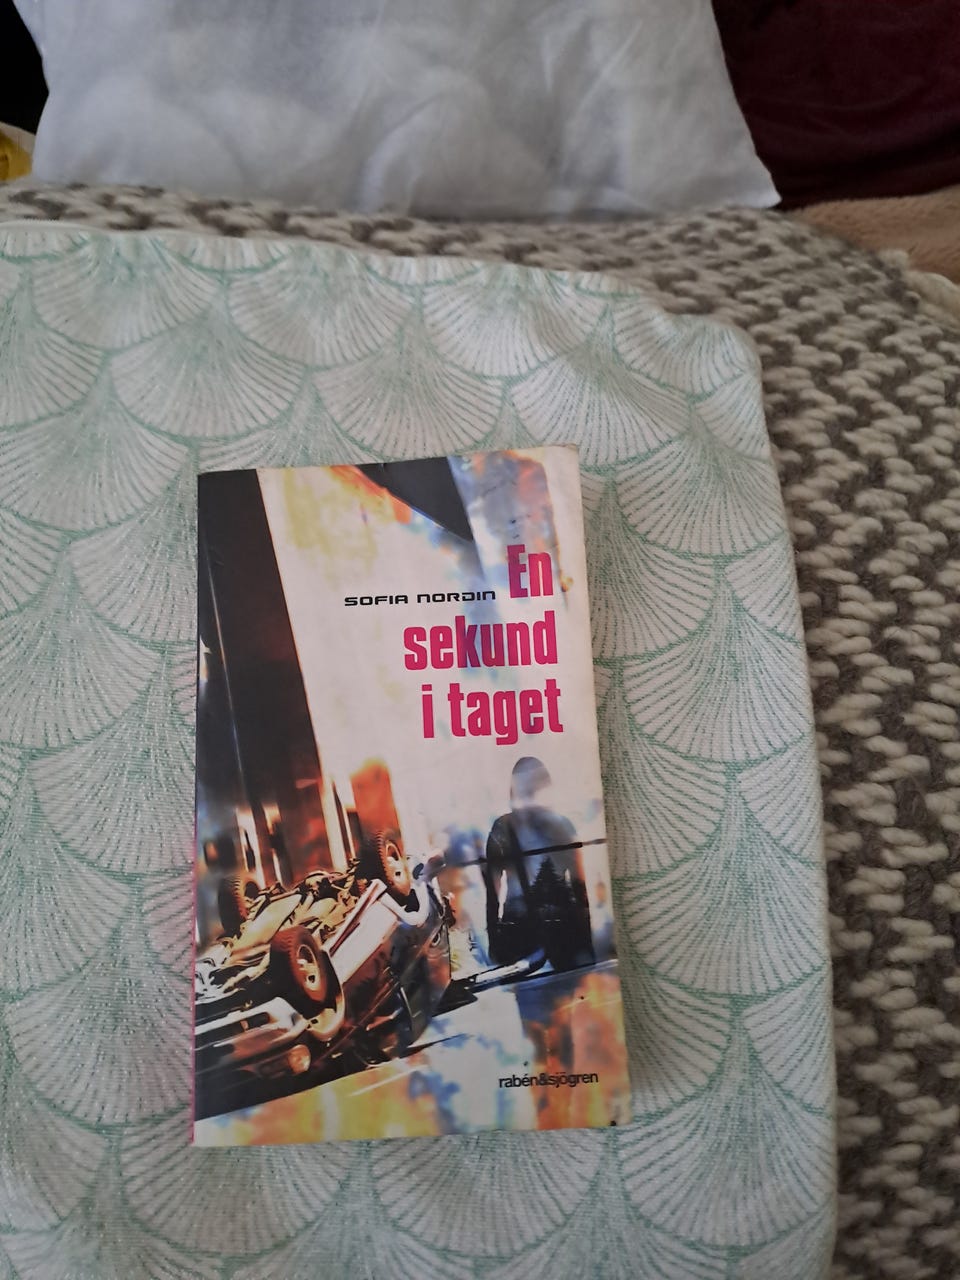 SOFIA NORDIN
En
sekund
i taget
rabén&sjögren